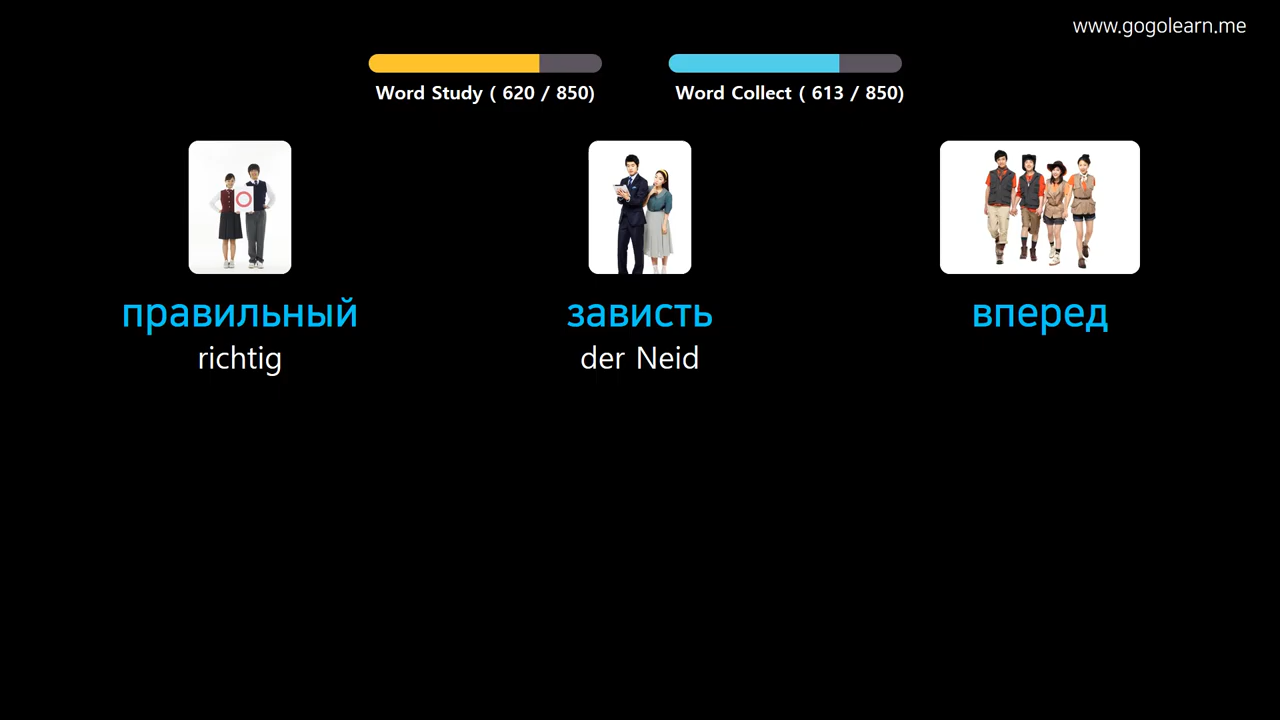 www.gogolearn.me
Word Study ( 620 / 850)
Word Collect ( 613 / 850)
правильный
richtig
зависть
der Neid
вперед